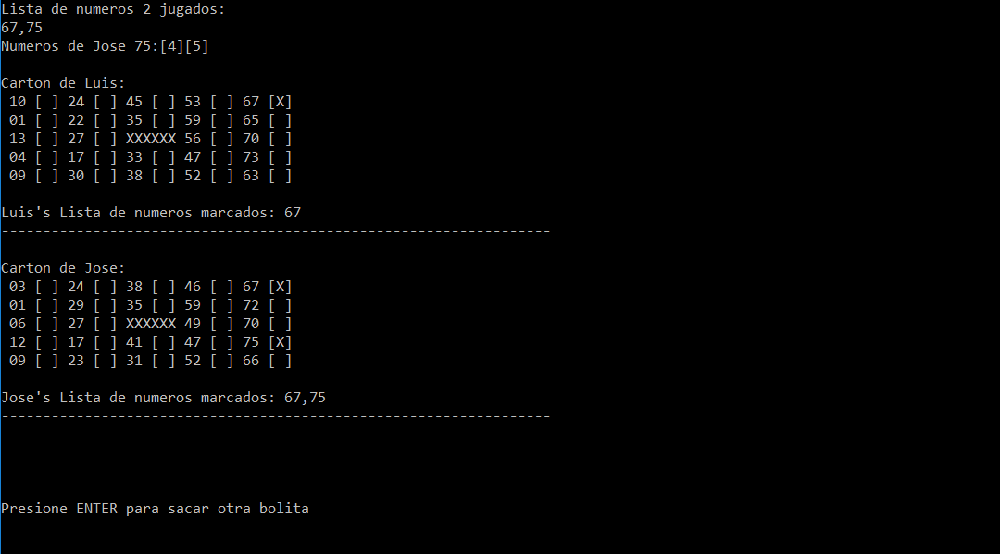 Lista de numeros 2 jugados:
67,75
Numeros de Jose 75:[4][5]
Carton de Luis:
10 [ ] 24 [ ] 45 [ ] 53 [ ] 67 [X]
01 [ ] 22 [ ] 35 [ ] 59 [ ] 65 [ ]
13 [ ] 27 [ ] XXXXXX 56 [ ] 70 [ ]
04 [ ] 17 [ ] 33 [ ] 47 [ ] 73 [ ]
09 [ ] 30 [ ] 38 [ ] 52 [ ] 63 [ ]
Luis's Lista de numeros marcados: 67
------------------------------------------------------------------
Carton de Jose:
03 [ ] 24 [ ] 38 [ ] 46 [ ] 67 [X]
01 [ ] 29 [ ] 35 [ ] 59 [ ] 72 [ ]
06 [ ] 27 [ ] XXXXXX 49 [ ] 70 [ ]
12 [ ] 17 [ ] 41 [ ] 47 [ ] 75 [X]
09 [ ] 23 [ ] 31 [ ] 52 [ ] 66 [ ]
Jose's Lista de numeros marcados: 67,75
------------------------------------------------------------------
Presione ENTER para sacar otra bolita